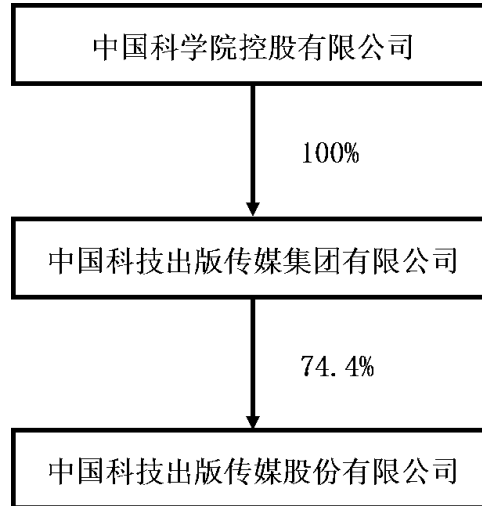 中国科学院控股有限公司
100%
中国科技出版传媒集团有限公司
74.4%
中国科技出版传媒股份有限公司